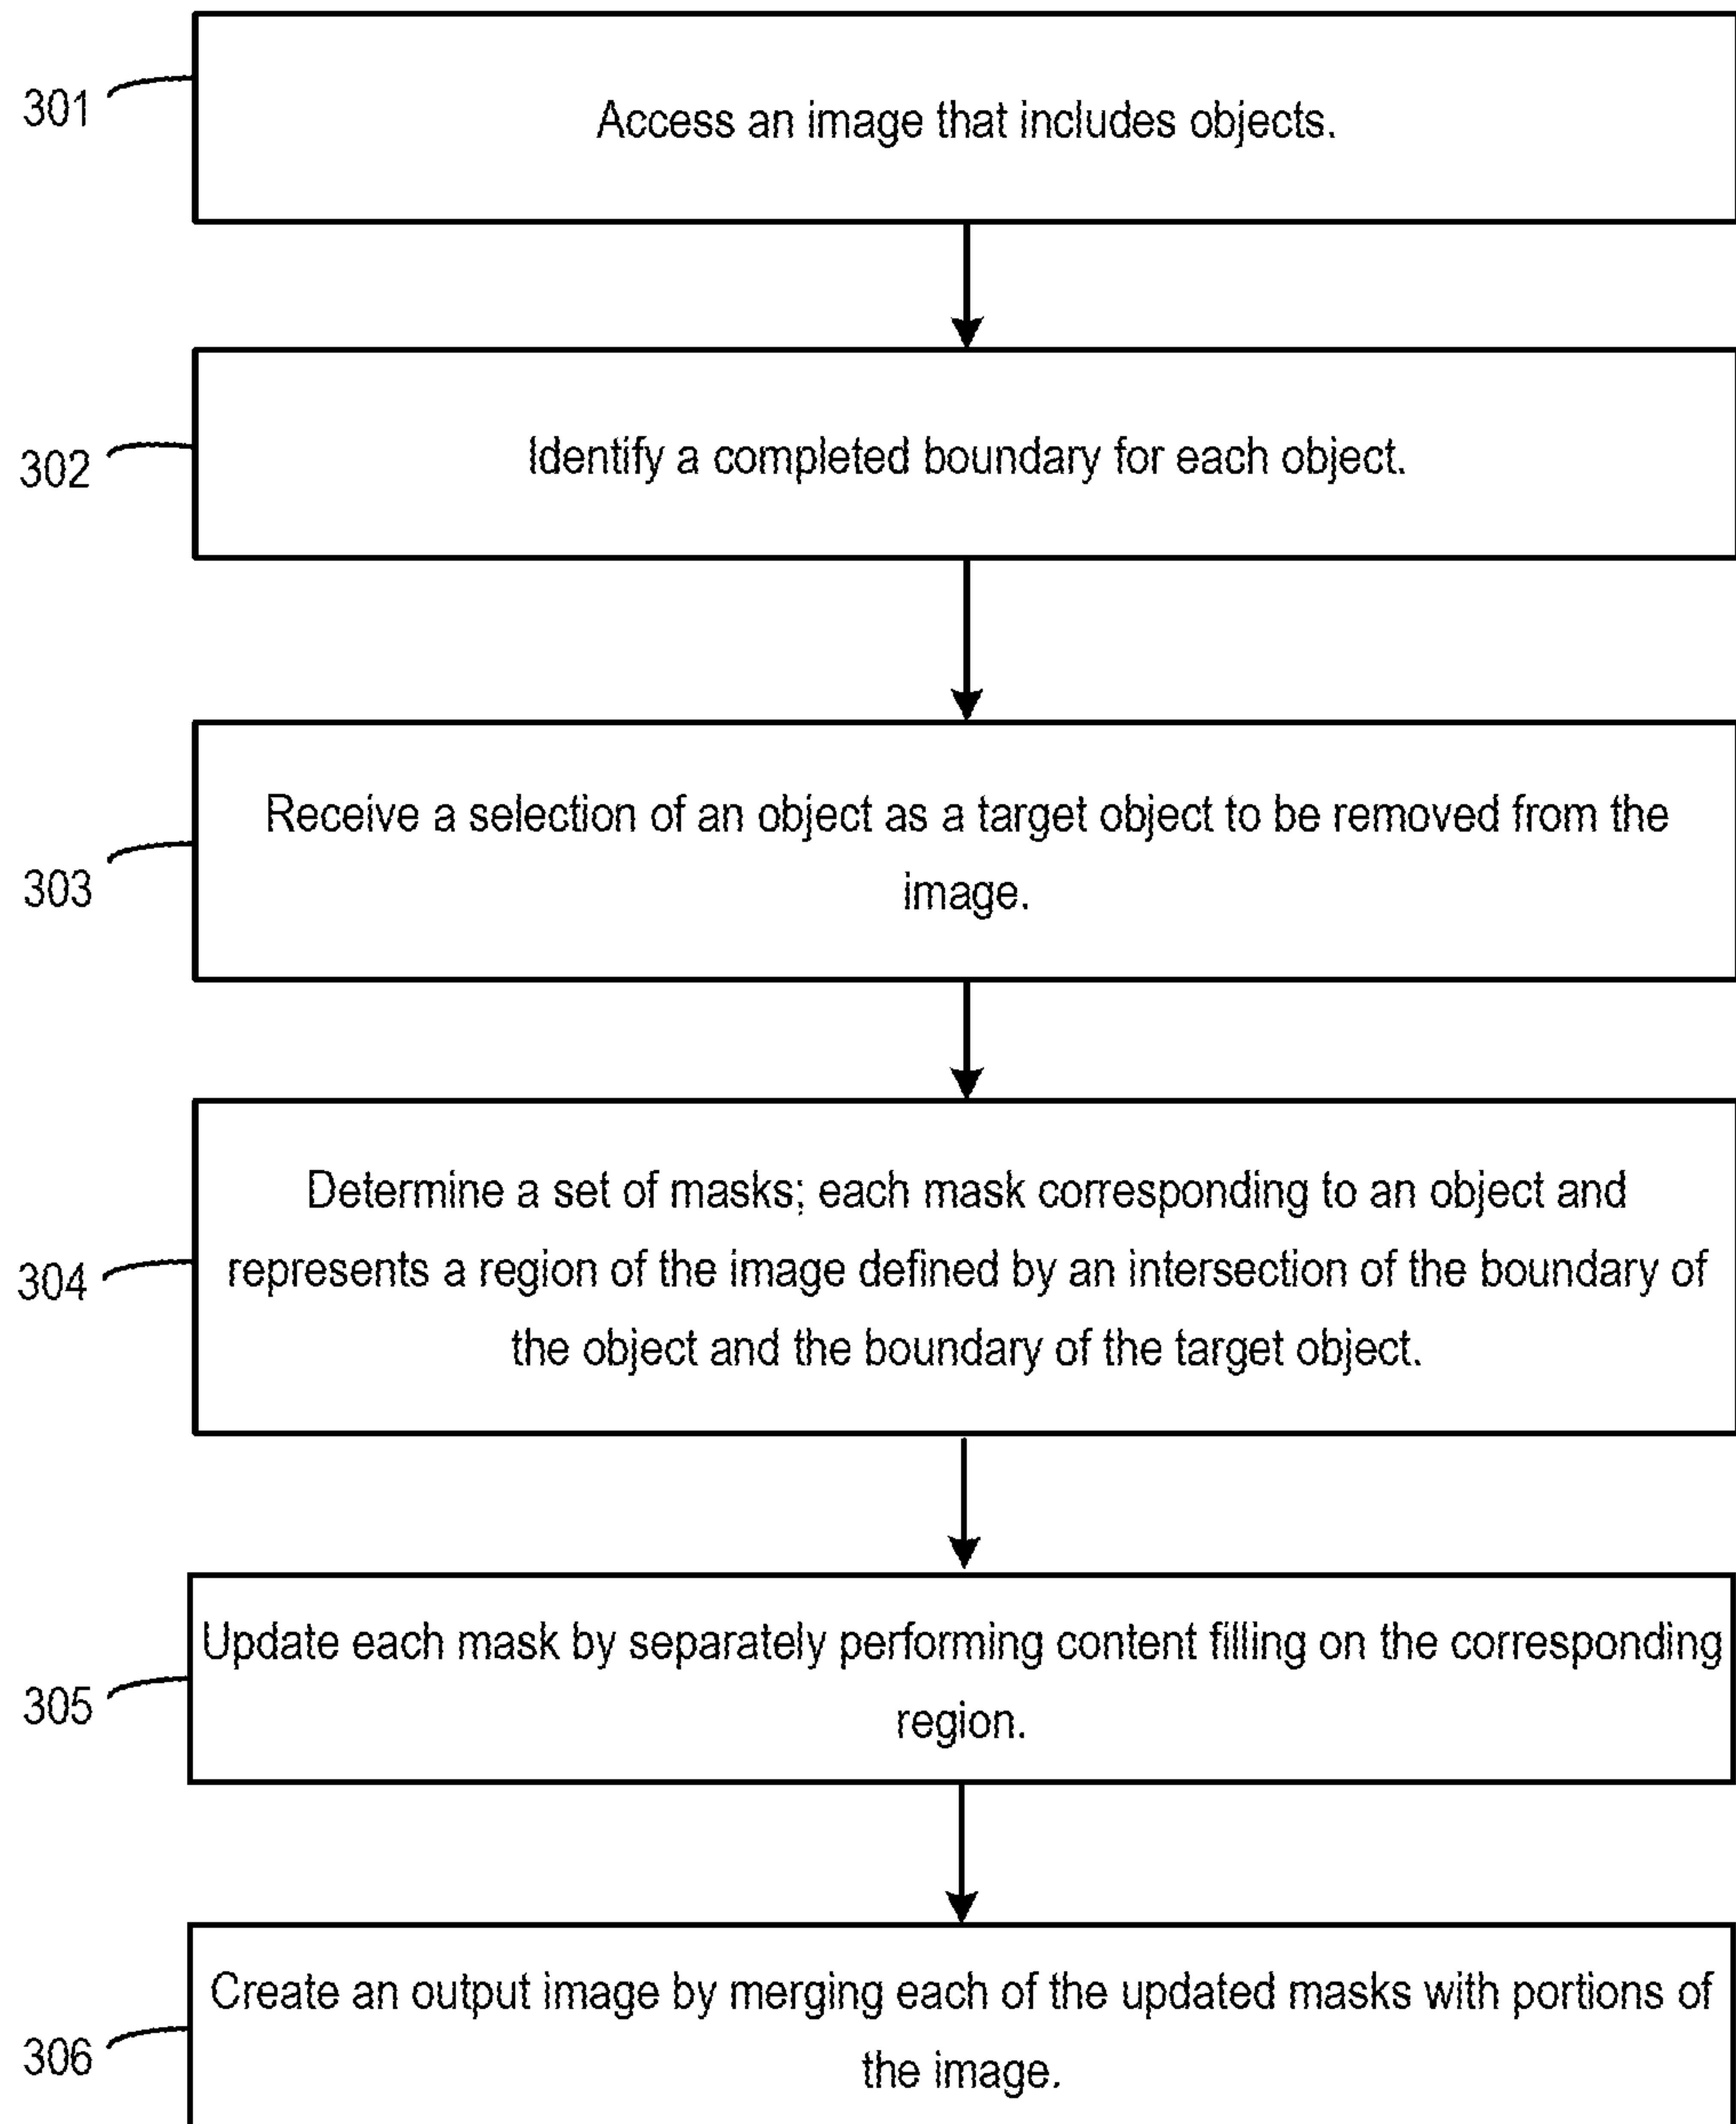 301
Access an image that includes objects.
302
Identify a completed boundary for each object.
303
Receive a selection of an object as a target object to be removed from the
image.
304
Determine a set of masks; each mask corresponding to an object and
represents a region of the image defined by an intersection of the boundary of
the object and the boundary of the target object.
305
Update each mask by separately performing content filling on the corresponding
region.
306
Create an output image by merging each of the updated masks with portions of
the image.